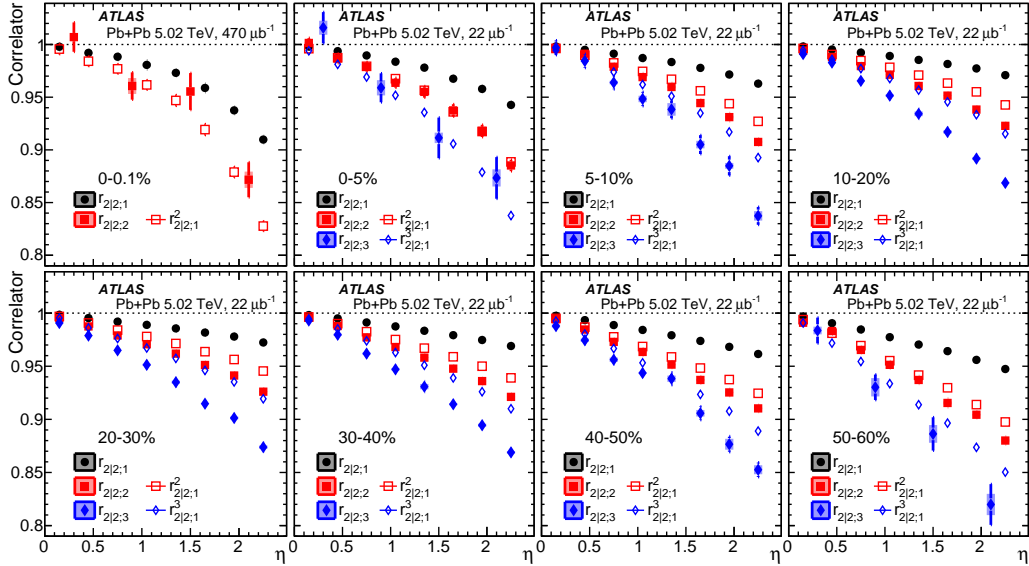 ATLAS ATLAS ATLAS ATLAS
Pb+Pb 5.02 TeV, 470 μb⁻¹ Pb+Pb 5.02 TeV, 22 μb⁻¹ Pb+Pb 5.02 TeV, 22 μb⁻¹ Pb+Pb 5.02 TeV, 22 μb⁻¹
Correlator
1
0.95
0.9
0.85
0.8
0-0.1% 0-5% 5-10% 10-20%
r2|2;1 r2|2;1 r2|2;1 r2|2;1
r2|2;2 r²2|2;1 r2|2;2 r²2|2;1 r2|2;2 r²2|2;1 r2|2;2 r²2|2;1
r2|2;3 r³2|2;1 r2|2;3 r³2|2;1 r2|2;3 r³2|2;1
ATLAS ATLAS ATLAS ATLAS
Pb+Pb 5.02 TeV, 22 μb⁻¹ Pb+Pb 5.02 TeV, 22 μb⁻¹ Pb+Pb 5.02 TeV, 22 μb⁻¹ Pb+Pb 5.02 TeV, 22 μb⁻¹
Correlator
1
0.95
0.9
0.85
0.8
20-30% 30-40% 40-50% 50-60%
r2|2;1 r2|2;1 r2|2;1 r2|2;1
r2|2;2 r²2|2;1 r2|2;2 r²2|2;1 r2|2;2 r²2|2;1 r2|2;2 r²2|2;1
r2|2;3 r³2|2;1 r2|2;3 r³2|2;1 r2|2;3 r³2|2;1 r2|2;3 r³2|2;1
0 0.5 1 1.5 2 η 0 0.5 1 1.5 2 η 0 0.5 1 1.5 2 η 0 0.5 1 1.5 2 η